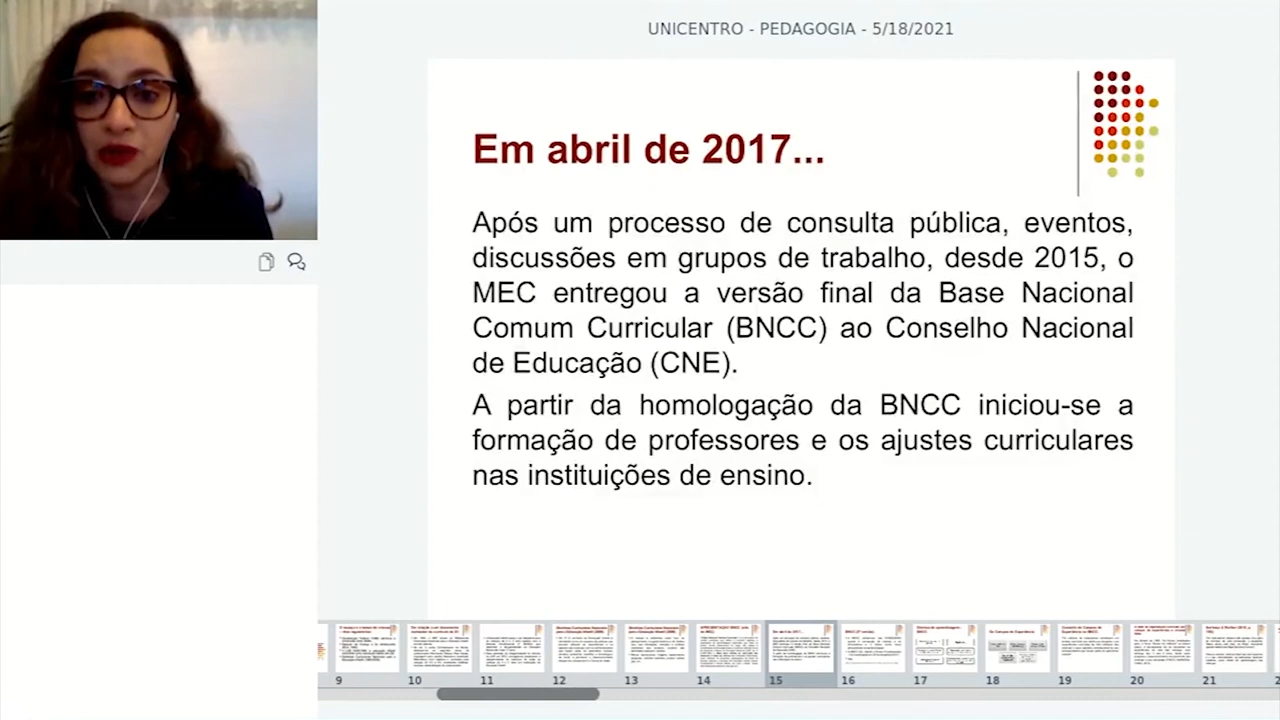 UNICENTRO - PEDAGOGIA - 5/18/2021
Em abril de 2017...
Após um processo de consulta pública, eventos,
discussões em grupos de trabalho, desde 2015, o
MEC entregou a versão final da Base Nacional
Comum Curricular (BNCC) ao Conselho Nacional
de Educação (CNE).
A partir da homologação da BNCC iniciou-se a
formação de professores e os ajustes curriculares
nas instituições de ensino.
9 10 11 12 13 14 15 16 17 18 19 20 21